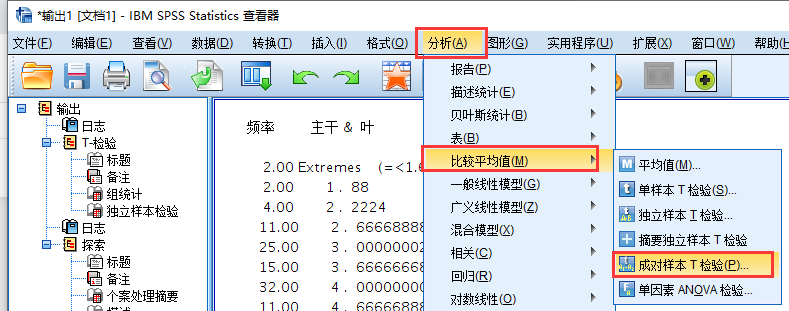 *输出1 [文档1] - IBM SPSS Statistics 查看器
文件(F) 编辑(E) 查看(V) 数据(D) 转换(T) 插入(I) 格式(O) 分析(A) 图形(G) 实用程序(U) 扩展(X) 窗口(W) 帮助(H
输出
日志
T-检验
标题
备注
组统计
独立样本检验
日志
探索
标题
备注
个案处理摘要
频率 主干 & 叶
2.00 Extremes (=<1.6
2.00 1 . 88
4.00 2 . 2224
11.00 2 . 66668888
25.00 3 . 00000002
15.00 3 . 66666668
32.00 4 . 00000000
11.00 4 . 66666888
报告(P)
描述统计(E)
贝叶斯统计(B)
表(B)
比较平均值(M)
一般线性模型(G)
广义线性模型(Z)
混合模型(X)
相关(C)
回归(R)
对数线性(O)
平均值(M)...
单样本 T 检验(S)...
独立样本 T 检验...
摘要独立样本 T 检验
成对样本 T 检验(P)...
单因素 ANOVA 检验...